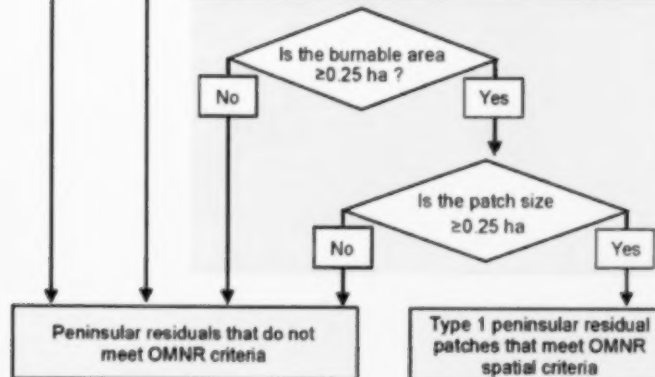 Is the burnable area
≥0.25 ha ?
No
Yes
Is the patch size
≥0.25 ha
No
Yes
Peninsular residuals that do not
meet OMNR criteria
Type 1 peninsular residual
patches that meet OMNR
spatial criteria